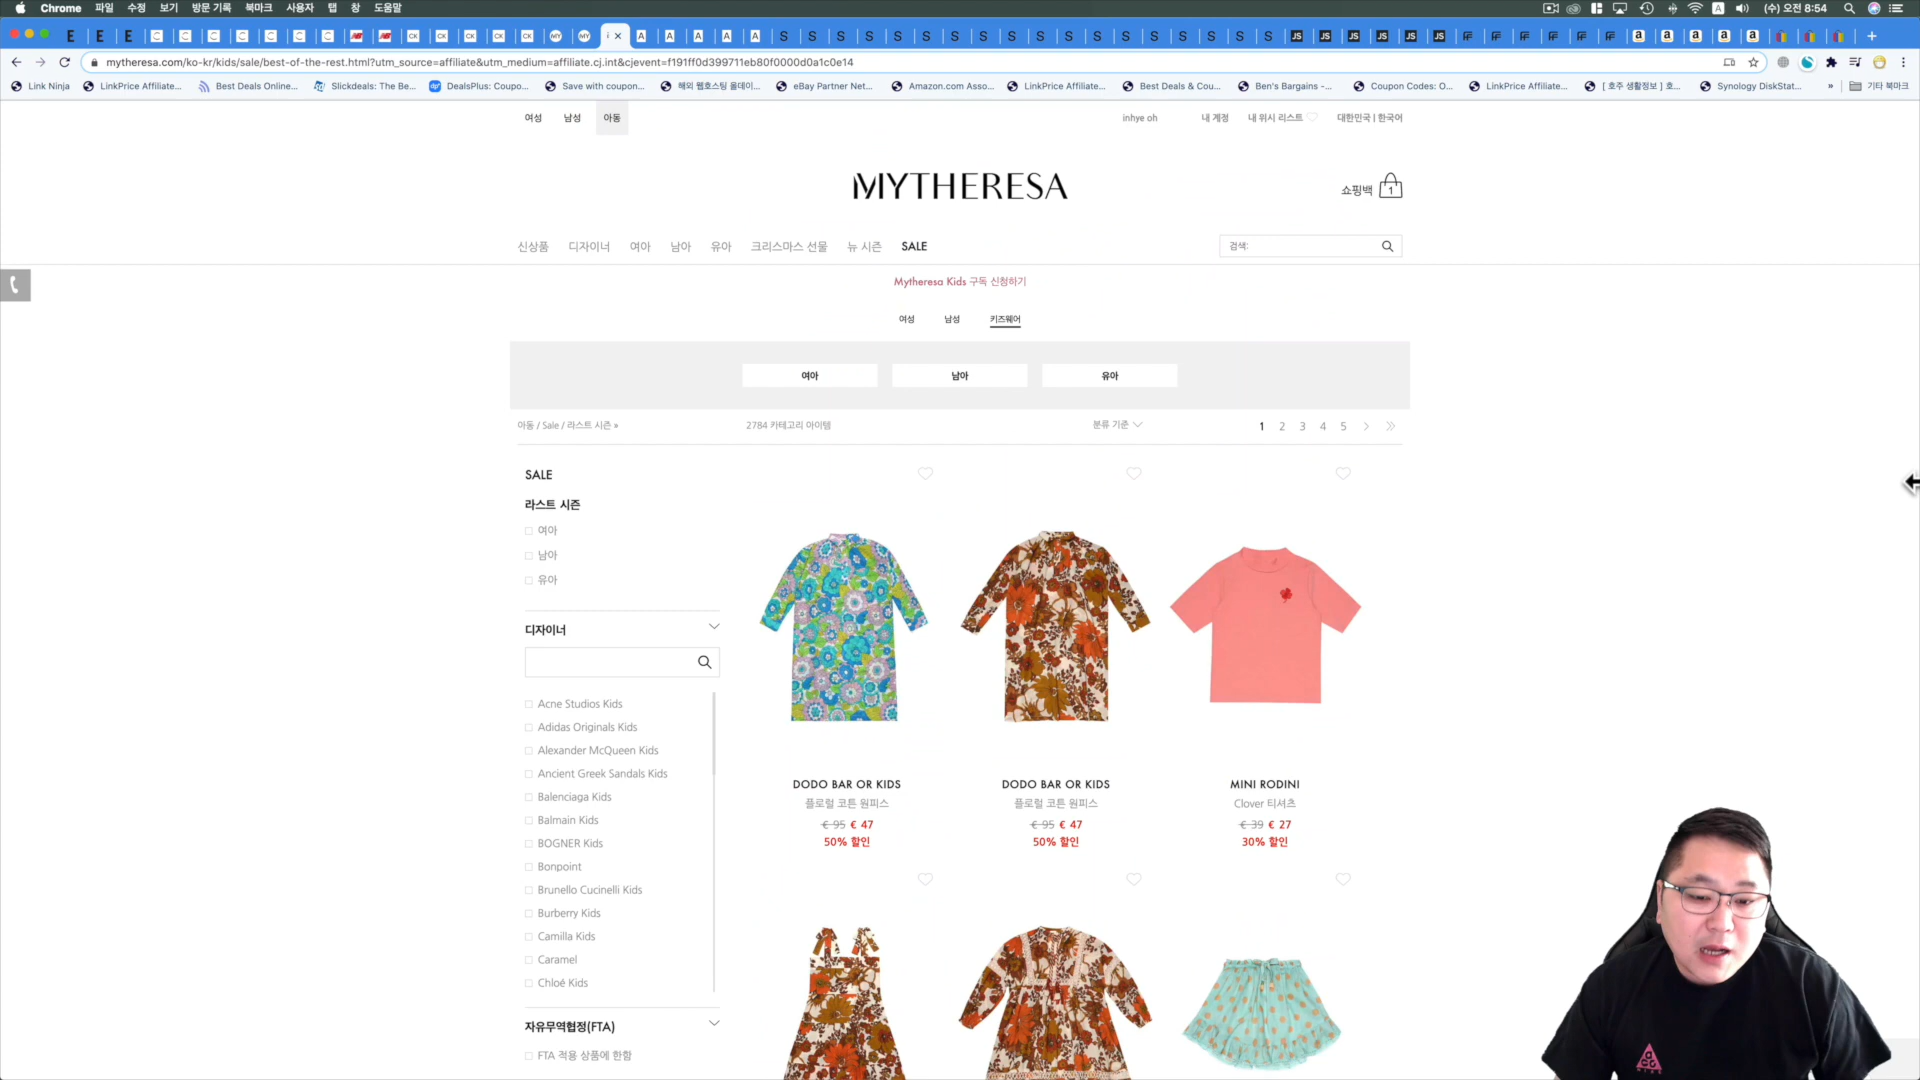 Chrome 파일 수정 보기 방문 기록 북마크 사용자 탭 창 도움말 (수) 오전 8:54
mytheresa.com/ko-kr/kids/sale/best-of-the-rest.html?utm_source=affiliate&utm_medium=affiliate.cj.int&cjevent=f191ff0d399711eb80f0000d0a1c0e14
Link Ninja LinkPrice Affiliate... Best Deals Online... Slickdeals: The Be... DealsPlus: Coupo... Save with coupon... 해외 웹호스팅 올데이... eBay Partner Net... Amazon.com Asso... LinkPrice Affiliate... Best Deals & Cou... Ben's Bargains -... Coupon Codes: O... LinkPrice Affiliate... [ 호주 생활정보 ] 호... Synology DiskStat... » 기타 북마크
여성 남성 아동 inhye oh 내 계정 내 위시 리스트 대한민국 | 한국어
MYTHERESA
쇼핑백 1
신상품 디자이너 여아 남아 유아 크리스마스 선물 뉴 시즌 SALE 검색:
Mytheresa Kids 구독 신청하기
여성 남성 키즈웨어
여아 남아 유아
아동 / Sale / 라스트 시즌 » 2784 카테고리 아이템 분류 기준 1 2 3 4 5
SALE
라스트 시즌
여아
남아
유아
디자이너
Acne Studios Kids
Adidas Originals Kids
Alexander McQueen Kids
Ancient Greek Sandals Kids
Balenciaga Kids
Balmain Kids
BOGNER Kids
Bonpoint
Brunello Cucinelli Kids
Burberry Kids
Camilla Kids
Caramel
Chloé Kids
자유무역협정(FTA)
FTA 적용 상품에 한함
DODO BAR OR KIDS
플로럴 코튼 원피스
€ 95 € 47
50% 할인
DODO BAR OR KIDS
플로럴 코튼 원피스
€ 95 € 47
50% 할인
MINI RODINI
Clover 티셔츠
€ 39 € 27
30% 할인